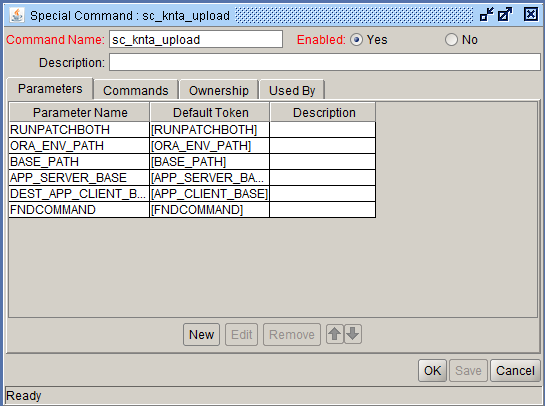 Special Command : sc_knta_upload
Command Name: sc_knta_upload Enabled: Yes No
Description:
Parameters Commands Ownership Used By
Parameter Name Default Token Description
RUNPATCHBOTH [RUNPATCHBOTH]
ORA_ENV_PATH [ORA_ENV_PATH]
BASE_PATH [BASE_PATH]
APP_SERVER_BASE [APP_SERVER_BA...
DEST_APP_CLIENT_B... [APP_CLIENT_BASE]
FNDCOMMAND [FNDCOMMAND]
New Edit Remove
OK Save Cancel
Ready